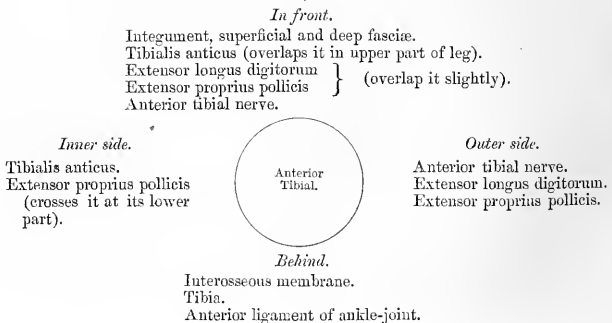 In front.
Integument, superficial and deep fasciæ.
Tibialis anticus (overlaps it in upper part of leg).
Extensor longus digitorum
Extensor proprius pollicis } (overlap it slightly).
Anterior tibial nerve.
Inner side.
Tibialis anticus.
Extensor proprius pollicis
(crosses it at its lower
part).
Anterior
Tibial.
Outer side.
Anterior tibial nerve.
Extensor longus digitorum.
Extensor proprius pollicis.
Behind.
Interosseous membrane.
Tibia.
Anterior ligament of ankle-joint.